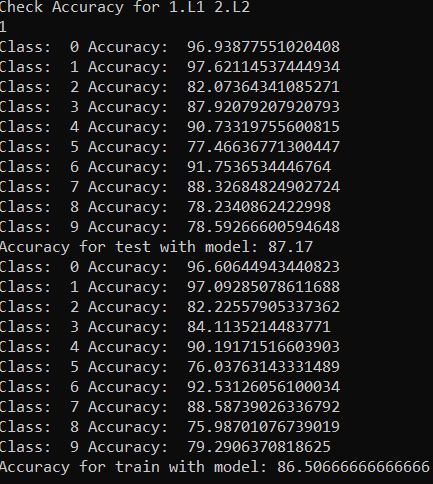 Check Accuracy for 1.L1 2.L2
1
Class:  0 Accuracy:  96.93877551020408
Class:  1 Accuracy:  97.62114537444934
Class:  2 Accuracy:  82.07364341085271
Class:  3 Accuracy:  87.92079207920793
Class:  4 Accuracy:  90.73319755600815
Class:  5 Accuracy:  77.46636771300447
Class:  6 Accuracy:  91.7536534446764
Class:  7 Accuracy:  88.32684824902724
Class:  8 Accuracy:  78.2340862422998
Class:  9 Accuracy:  78.59266600594648
Accuracy for test with model: 87.17
Class:  0 Accuracy:  96.60644943440823
Class:  1 Accuracy:  97.09285078611688
Class:  2 Accuracy:  82.22557905337362
Class:  3 Accuracy:  84.1135214483771
Class:  4 Accuracy:  90.19171516603903
Class:  5 Accuracy:  76.03763143331489
Class:  6 Accuracy:  92.53126056100034
Class:  7 Accuracy:  88.58739026336792
Class:  8 Accuracy:  75.98701076739019
Class:  9 Accuracy:  79.2906370818625
Accuracy for train with model: 86.50666666666666